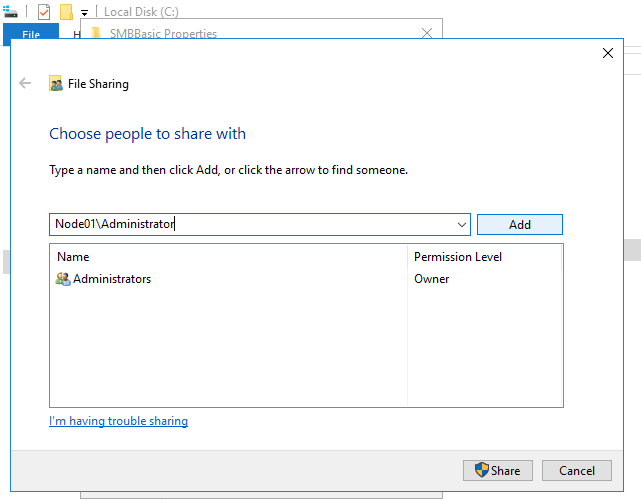 Local Disk (C:)
File
H
SMBBasic Properties
File Sharing
Choose people to share with
Type a name and then click Add, or click the arrow to find someone.
Node01\Administrator
Add
Name
Permission Level
Administrators
Owner
I'm having trouble sharing
Share
Cancel